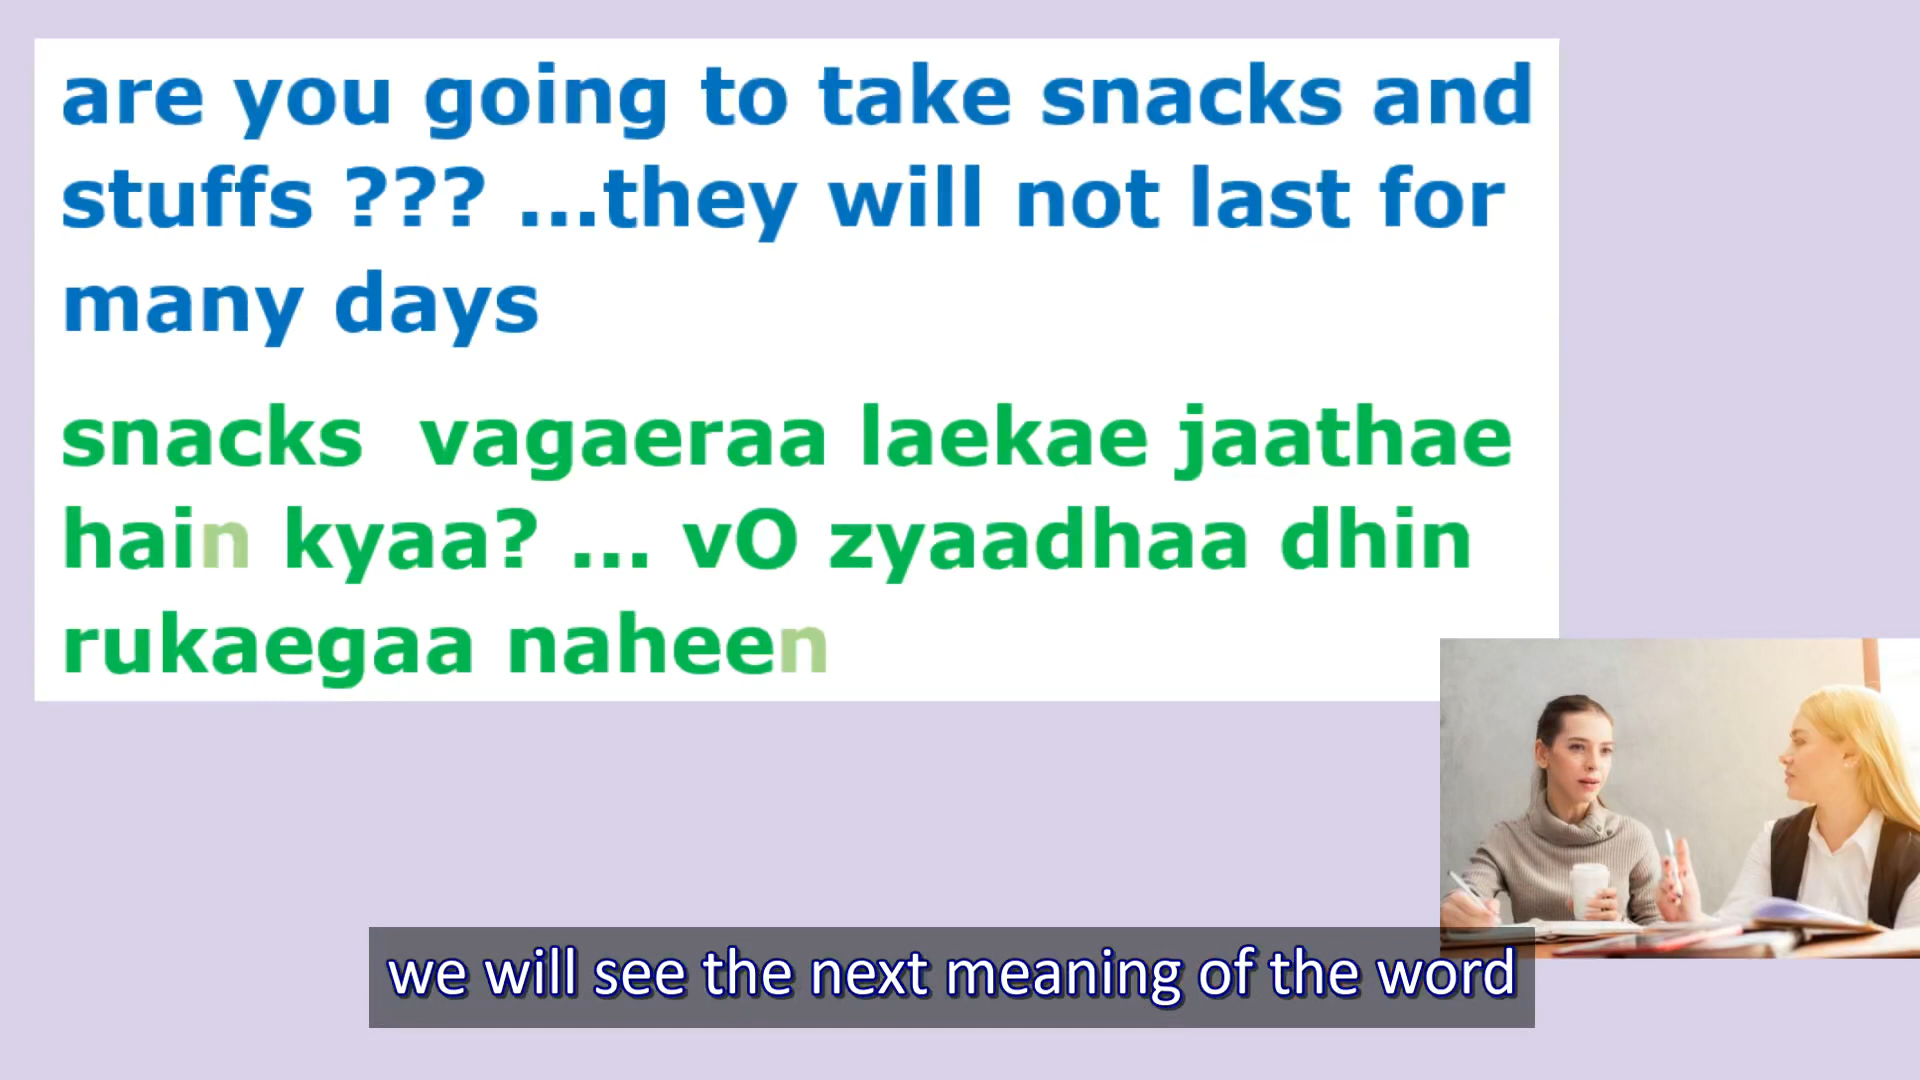 are you going to take snacks and
stuffs ??? ...they will not last for
many days
snacks vagaeraa laekae jaathae
hain kyaa? ... vO zyaadhaa dhin
rukaegaa naheen
we will see the next meaning of the word